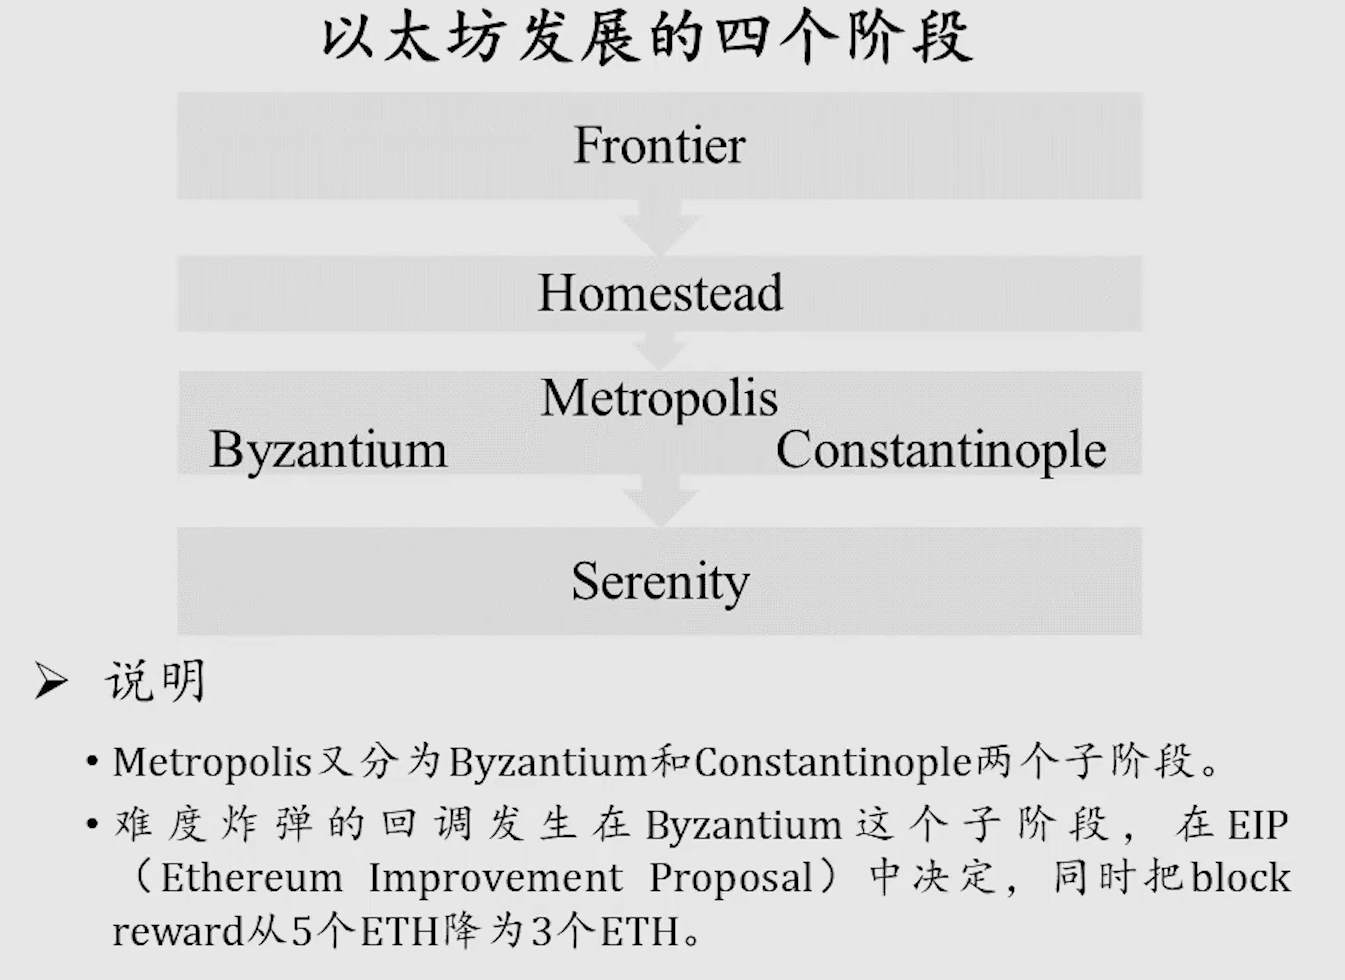 以太坊发展的四个阶段
Frontier
Homestead
Metropolis
Byzantium Constantinople
Serenity
➢ 说明
• Metropolis又分为Byzantium和Constantinople两个子阶段。
• 难度炸弹的回调发生在Byzantium这个子阶段，在EIP
（Ethereum Improvement Proposal）中决定，同时把block
reward从5个ETH降为3个ETH。